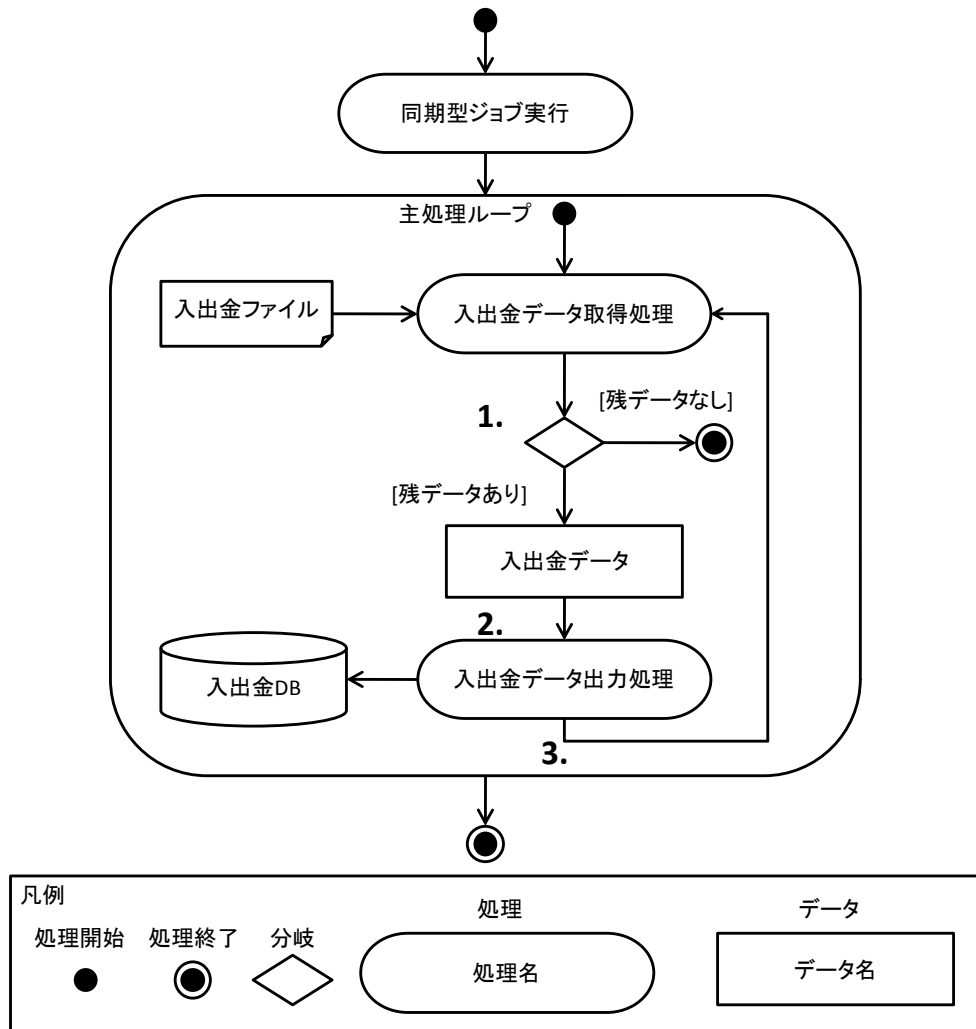 同期型ジョブ実行
主処理ループ
入出金ファイル
入出金データ取得処理
1.
[残データなし]
[残データあり]
入出金データ
2.
入出金DB
入出金データ出力処理
3.
凡例
処理開始
処理終了
分岐
処理
処理名
データ
データ名